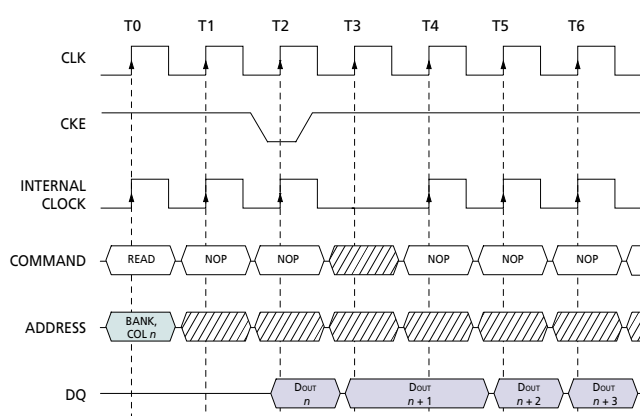 T0 T1 T2 T3 T4 T5 T6
CLK
CKE
INTERNAL
CLOCK
COMMAND READ NOP NOP NOP NOP NOP
ADDRESS
BANK,
COL n
DQ
DOUT DOUT DOUT DOUT
n n + 1 n + 2 n + 3